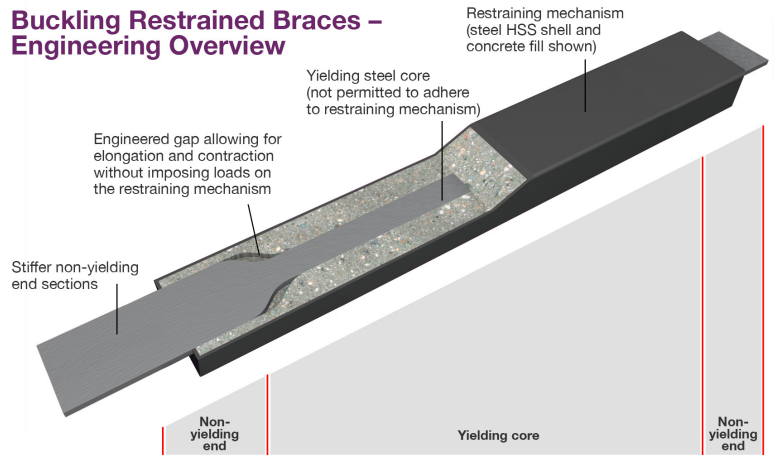 Buckling Restrained Braces –
Engineering Overview
Restraining mechanism
(steel HSS shell and
concrete fill shown)
Yielding steel core
(not permitted to adhere
to restraining mechanism)
Engineered gap allowing for
elongation and contraction
without imposing loads on
the restraining mechanism
Stiffer non-yielding
end sections
Non-
yielding
end
Yielding core
Non-
yielding
end